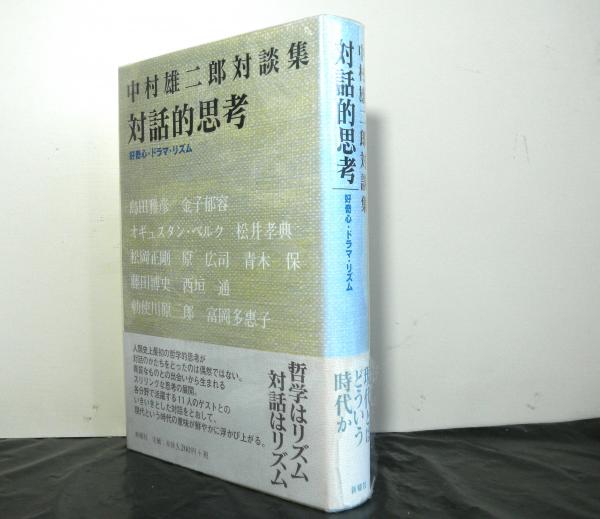 中村雄二郎対談集
対話的思考
好奇心・ドラマ・リズム
島田雅彦 金子郁容
オギュスタン・ベルク 松井孝典
松岡正剛 原 広司 青木 保
藤田博史 西垣 通
勅使川原三郎 富岡多惠子
人類史上最初の哲学的思考が
対話のかたちをとったのは偶然ではない。
異質なものとの出会いから生まれる
スリリングな思考の展開。
各分野で活躍する11人のゲストとの
いきいきとした対話をとおして、
現代という時代の意味が鮮やかに浮かび上がる。
哲学はリズム
対話はリズム
新曜社
中村雄二郎対談集
対話的思考
好奇心・ドラマ・リズム
現代とは
どういう
時代か
新曜社